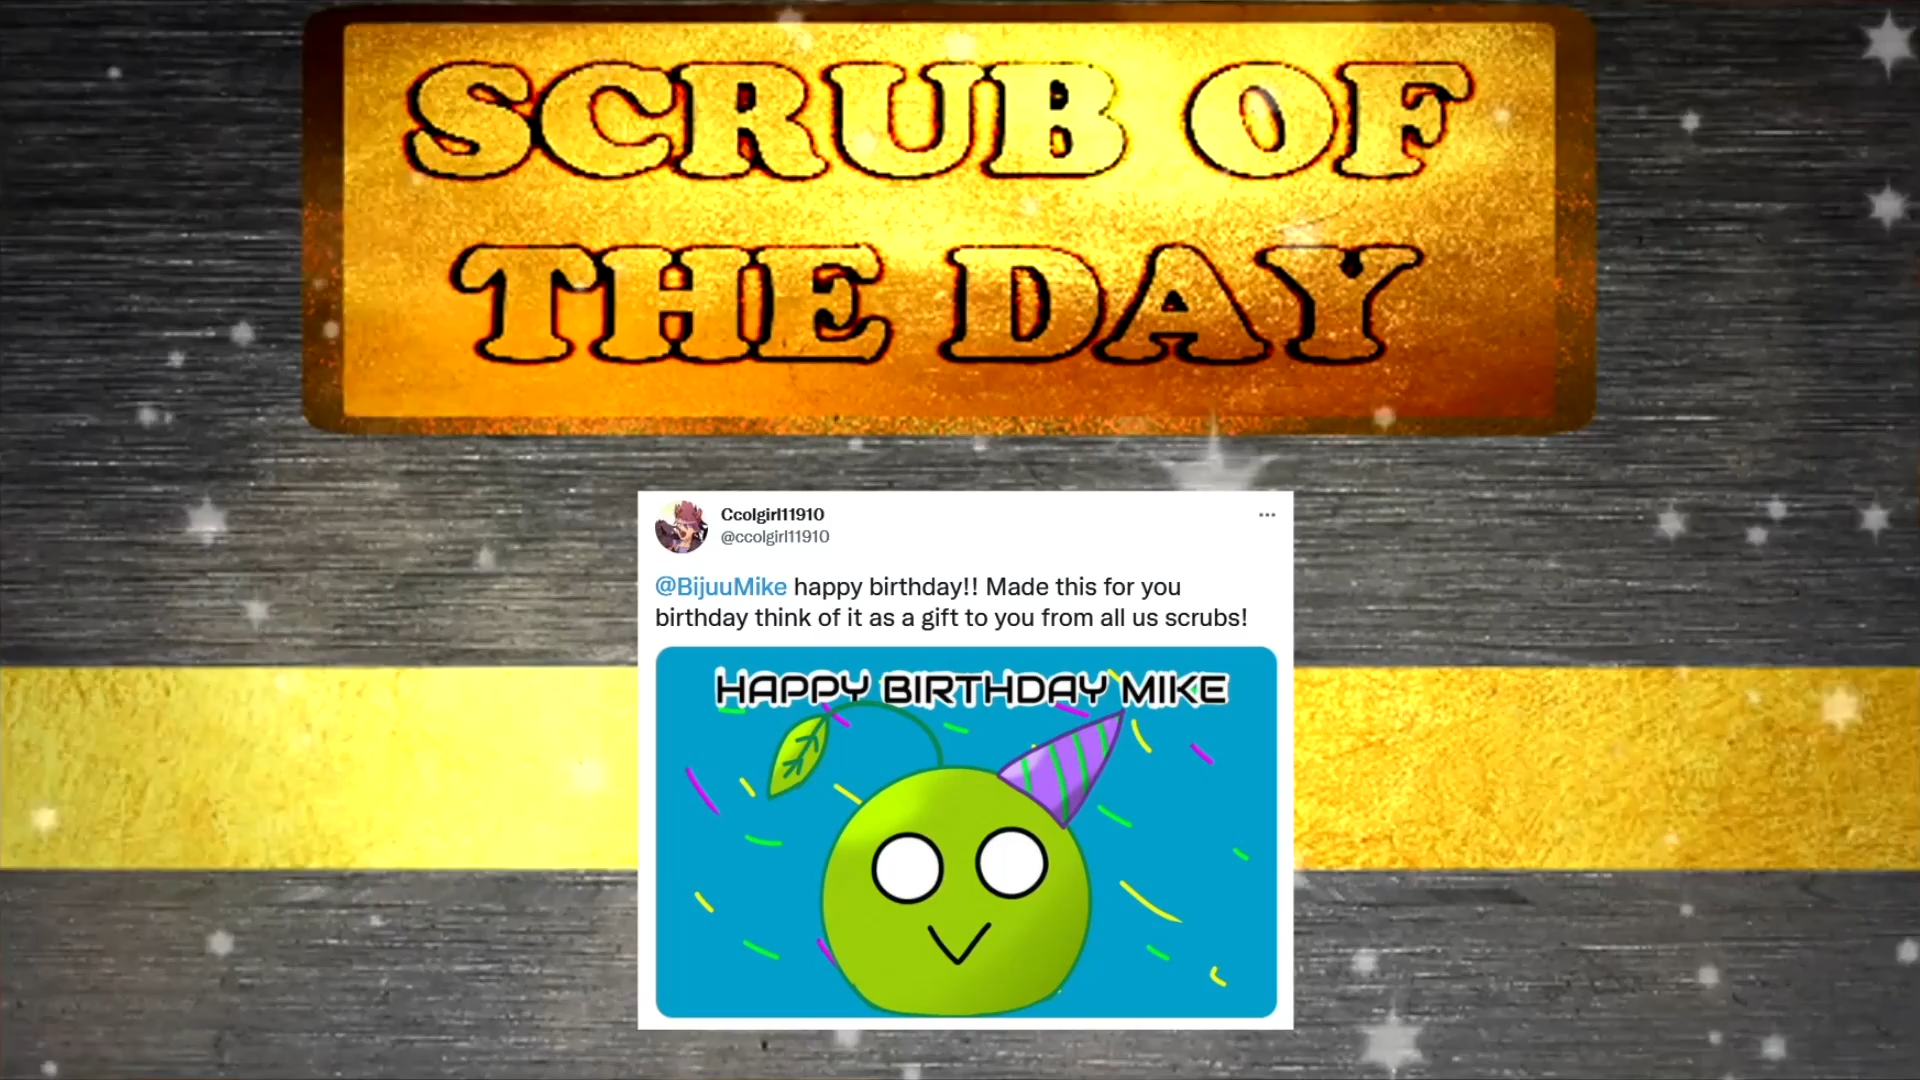 SCRUB OF
THE DAY
Ccolgirl11910
@ccolgirl11910
@BijuuMike happy birthday!! Made this for you
birthday think of it as a gift to you from all us scrubs!
HAPPY BIRTHDAY MIKE